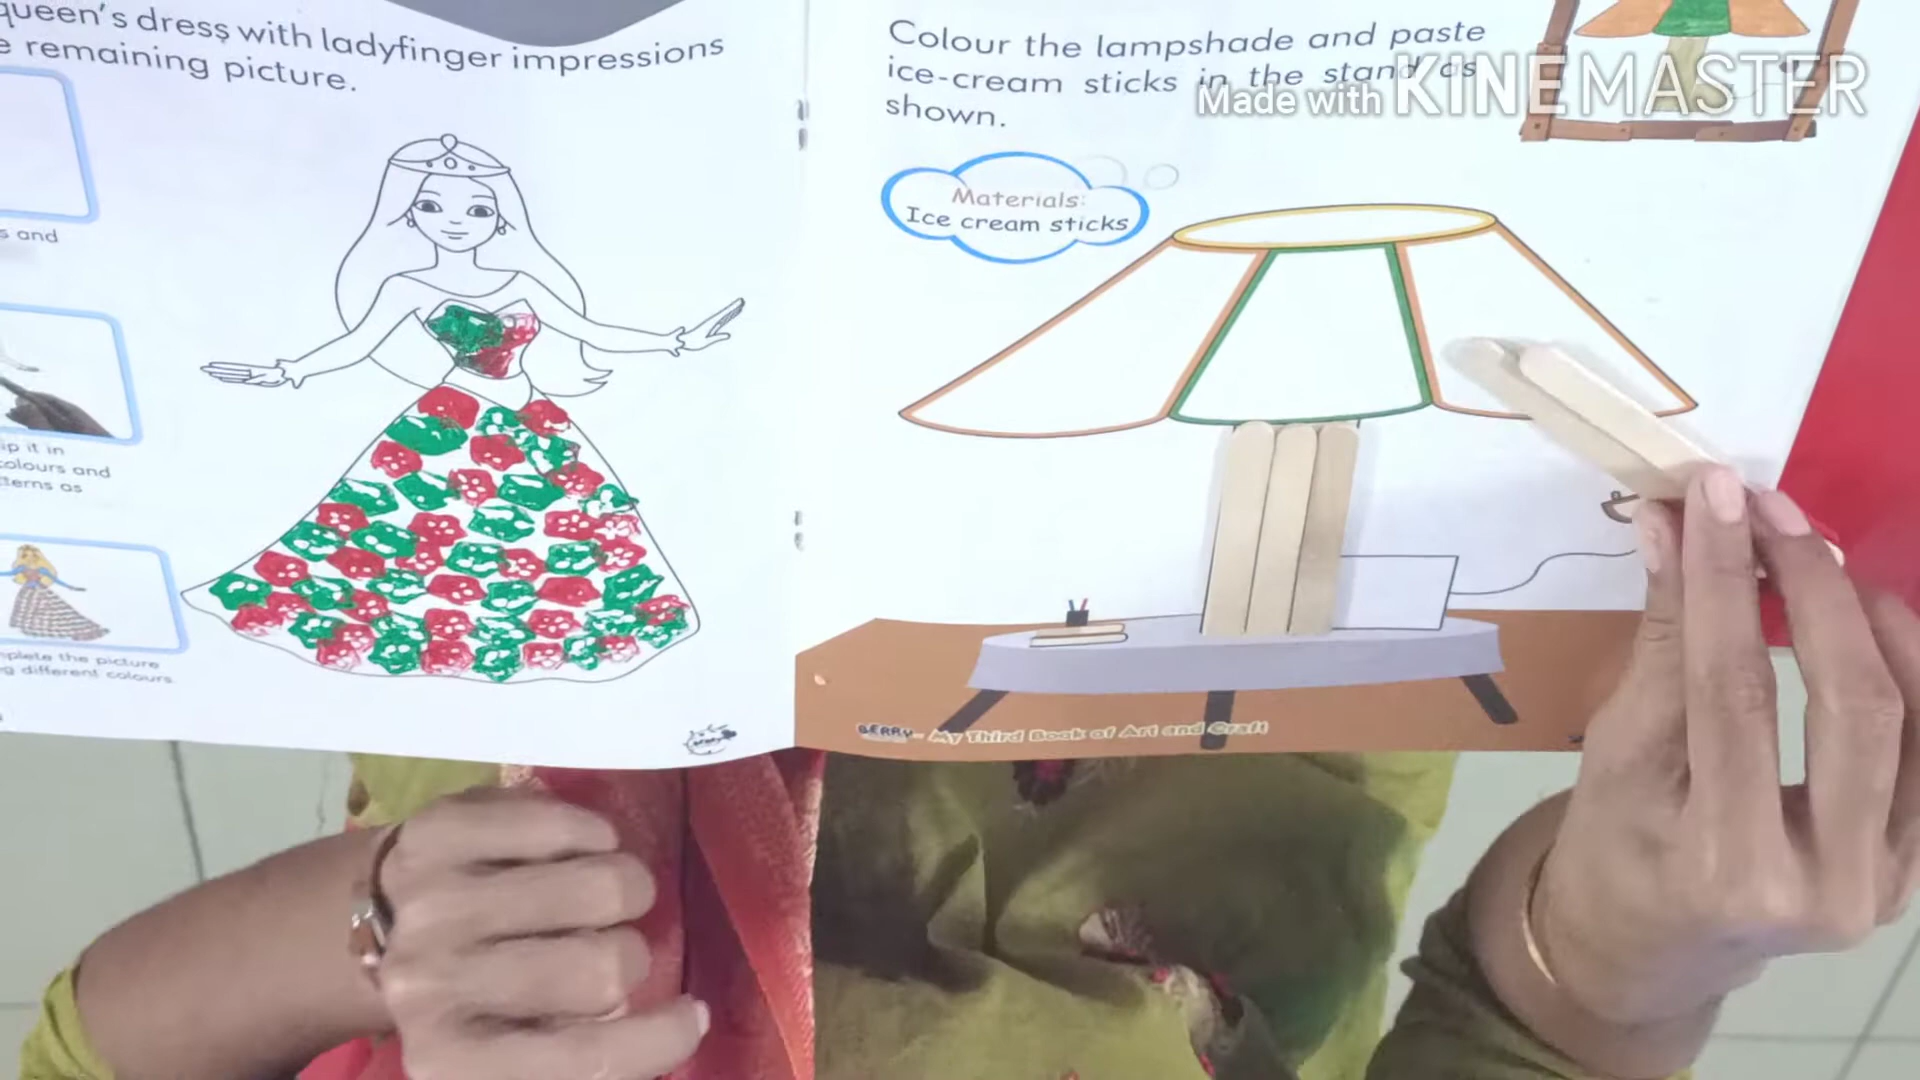 queen's dress with ladyfinger impressions
remaining picture.
s and
ip it in
colours and
terns as
plete the picture
g different colours.
Colour the lampshade and paste
ice-cream sticks in the stand as
shown.
Made with KINEMASTER
Materials:
Ice cream sticks
BERRY - My Third Book of Art and Craft